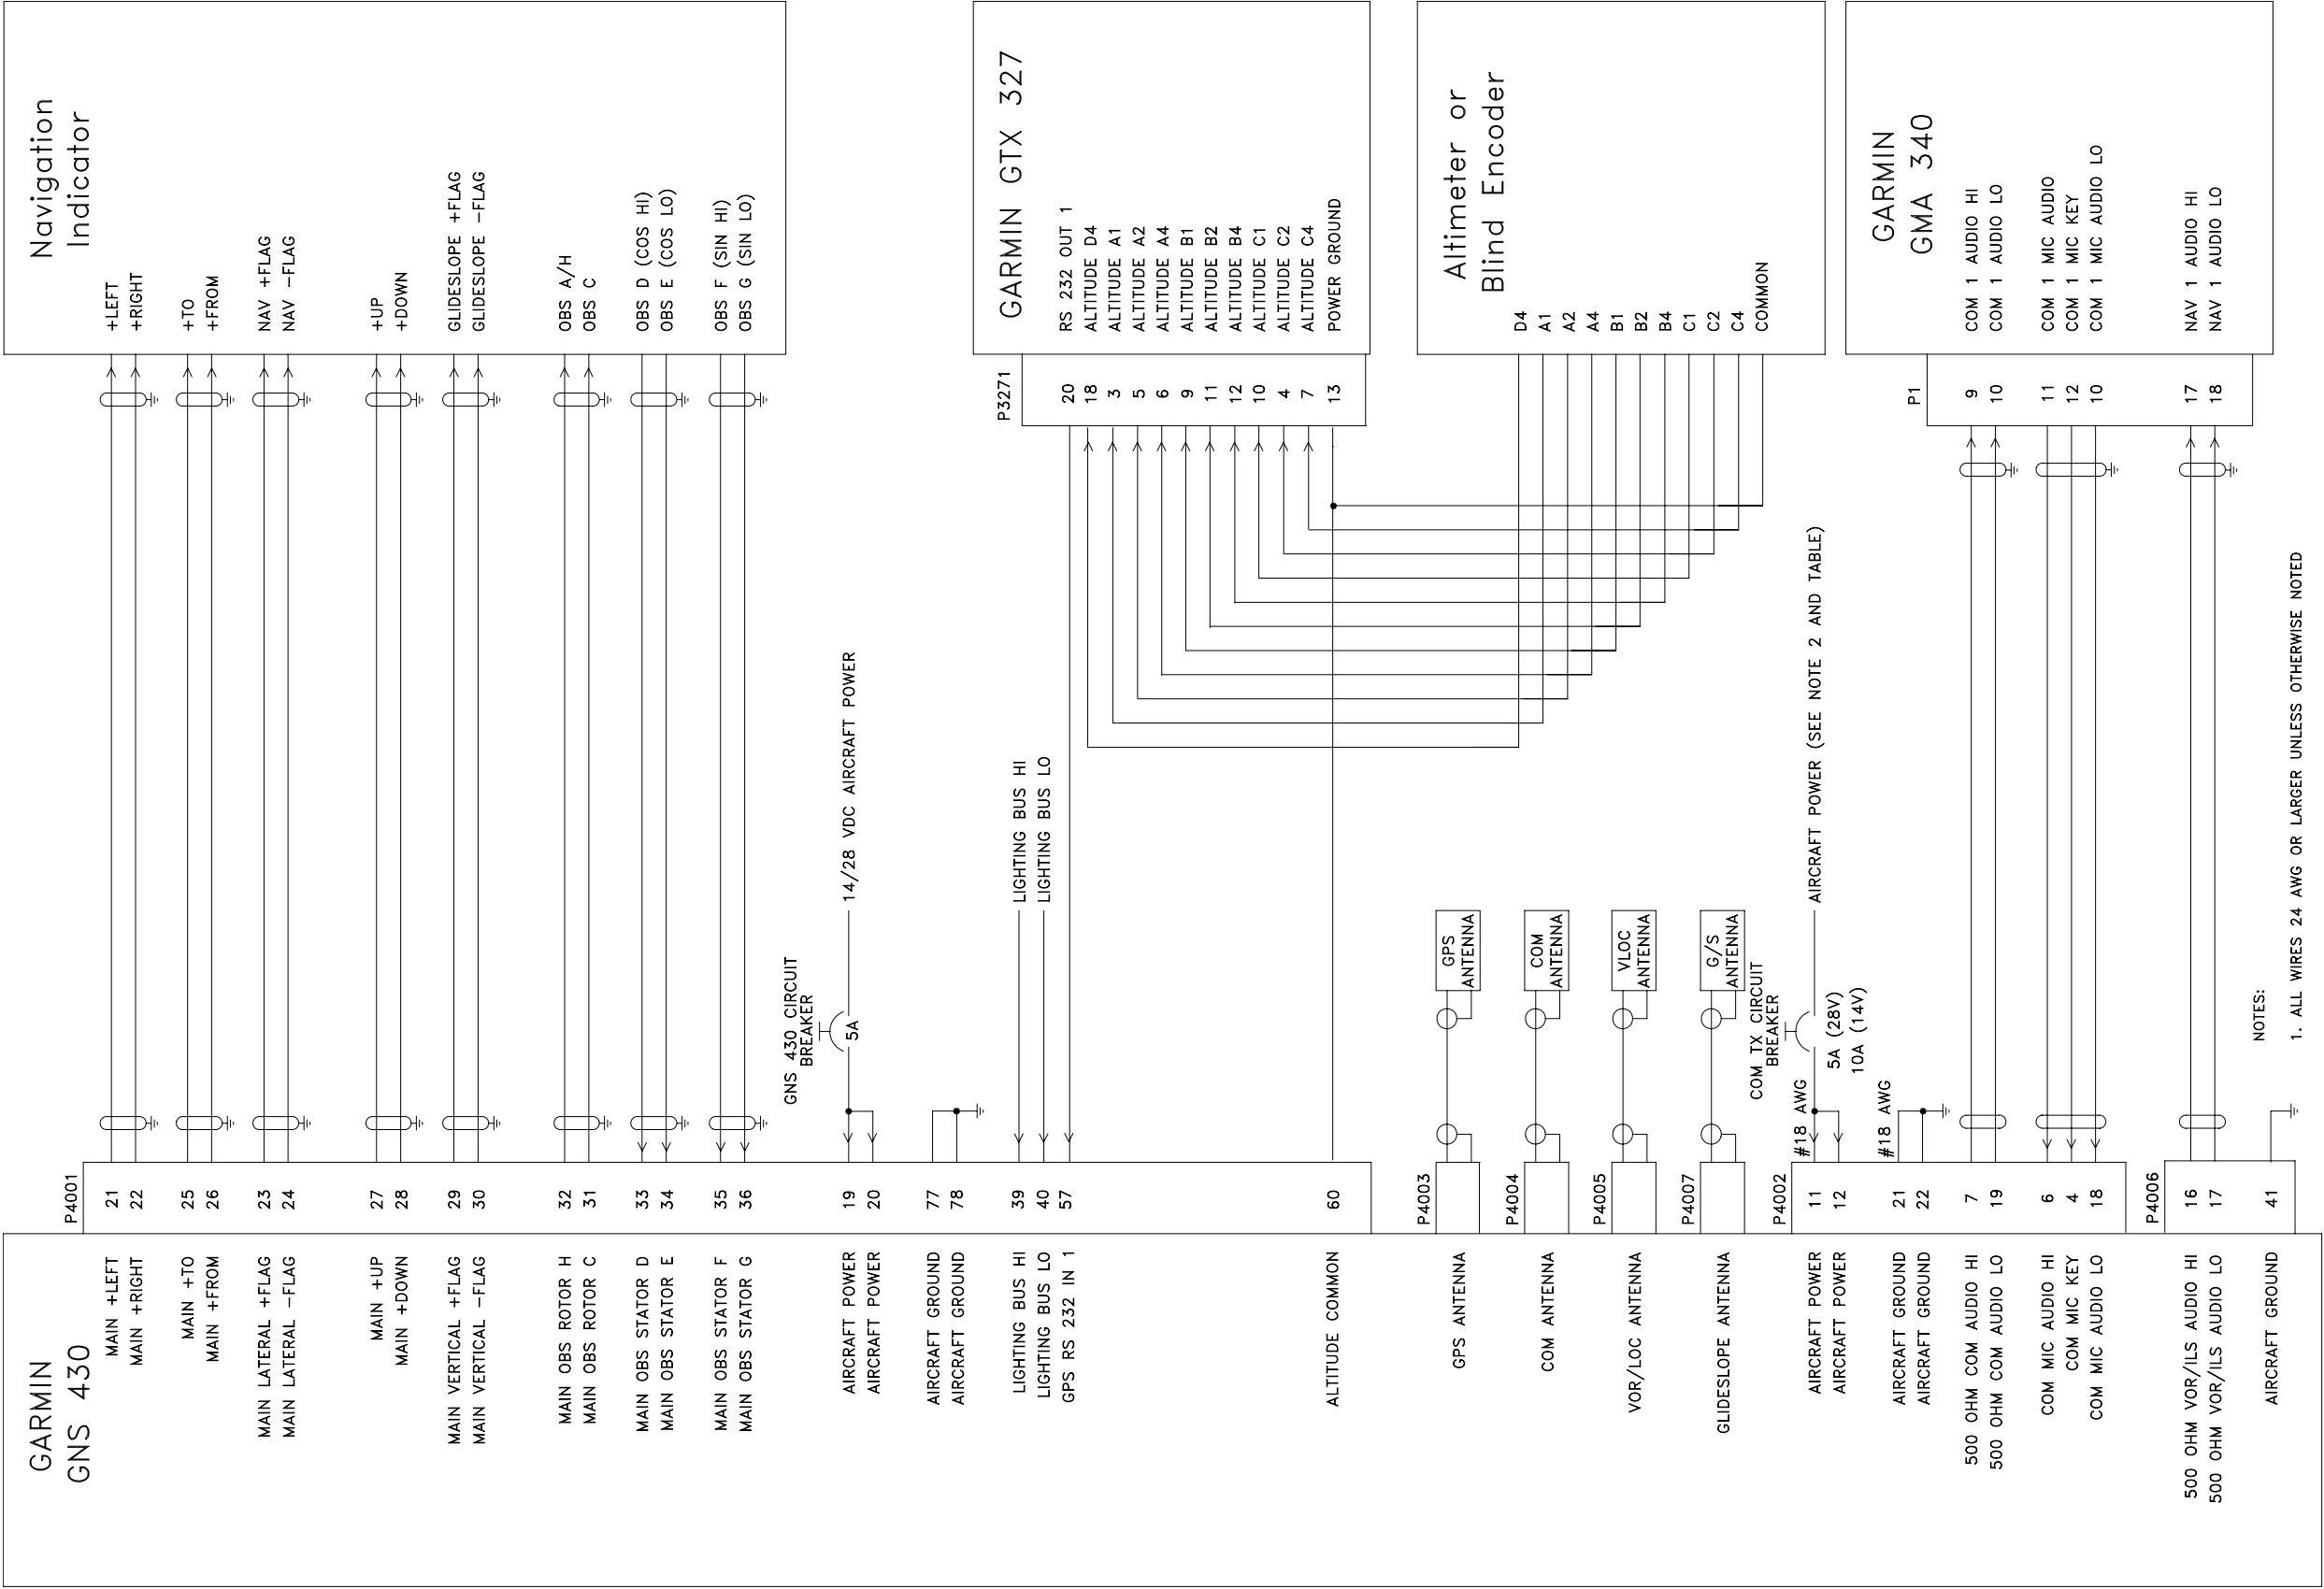 GARMIN
GNS 430
P4001
MAIN +LEFT 21
MAIN +RIGHT 22
MAIN +TO 25
MAIN +FROM 26
MAIN LATERAL +FLAG 23
MAIN LATERAL −FLAG 24
MAIN +UP 27
MAIN +DOWN 28
MAIN VERTICAL +FLAG 29
MAIN VERTICAL −FLAG 30
MAIN OBS ROTOR H 32
MAIN OBS ROTOR C 31
MAIN OBS STATOR D 33
MAIN OBS STATOR E 34
MAIN OBS STATOR F 35
MAIN OBS STATOR G 36
AIRCRAFT POWER 19
AIRCRAFT POWER 20
AIRCRAFT GROUND 77
AIRCRAFT GROUND 78
LIGHTING BUS HI 39
LIGHTING BUS LO 40
GPS RS 232 IN 1 57
ALTITUDE COMMON 60
P4003
GPS ANTENNA
P4004
COM ANTENNA
P4005
VOR/LOC ANTENNA
P4007
GLIDESLOPE ANTENNA
P4002
AIRCRAFT POWER 11
AIRCRAFT POWER 12
AIRCRAFT GROUND 21
AIRCRAFT GROUND 22
500 OHM COM AUDIO HI 7
500 OHM COM AUDIO LO 19
COM MIC AUDIO HI 6
COM MIC KEY 4
COM MIC AUDIO LO 18
P4006
500 OHM VOR/ILS AUDIO HI 16
500 OHM VOR/ILS AUDIO LO 17
AIRCRAFT GROUND 41
GNS 430 CIRCUIT
BREAKER
5A
14/28 VDC AIRCRAFT POWER
LIGHTING BUS HI
LIGHTING BUS LO
GPS
ANTENNA
COM
ANTENNA
VLOC
ANTENNA
G/S
ANTENNA
COM TX CIRCUIT
BREAKER
#18 AWG
5A (28V)
10A (14V)
#18 AWG
AIRCRAFT POWER (SEE NOTE 2 AND TABLE)
NOTES:
1. ALL WIRES 24 AWG OR LARGER UNLESS OTHERWISE NOTED
Navigation
Indicator
+LEFT
+RIGHT
+TO
+FROM
NAV +FLAG
NAV −FLAG
+UP
+DOWN
GLIDESLOPE +FLAG
GLIDESLOPE −FLAG
OBS A/H
OBS C
OBS D (COS HI)
OBS E (COS LO)
OBS F (SIN HI)
OBS G (SIN LO)
GARMIN GTX 327
P3271
20 RS 232 OUT 1
18 ALTITUDE D4
3 ALTITUDE A1
5 ALTITUDE A2
6 ALTITUDE A4
9 ALTITUDE B1
11 ALTITUDE B2
12 ALTITUDE B4
10 ALTITUDE C1
4 ALTITUDE C2
7 ALTITUDE C4
13 POWER GROUND
Altimeter or
Blind Encoder
D4
A1
A2
A4
B1
B2
B4
C1
C2
C4
COMMON
GARMIN
GMA 340
P1
9 COM 1 AUDIO HI
10 COM 1 AUDIO LO
11 COM 1 MIC AUDIO
12 COM 1 MIC KEY
10 COM 1 MIC AUDIO LO
17 NAV 1 AUDIO HI
18 NAV 1 AUDIO LO